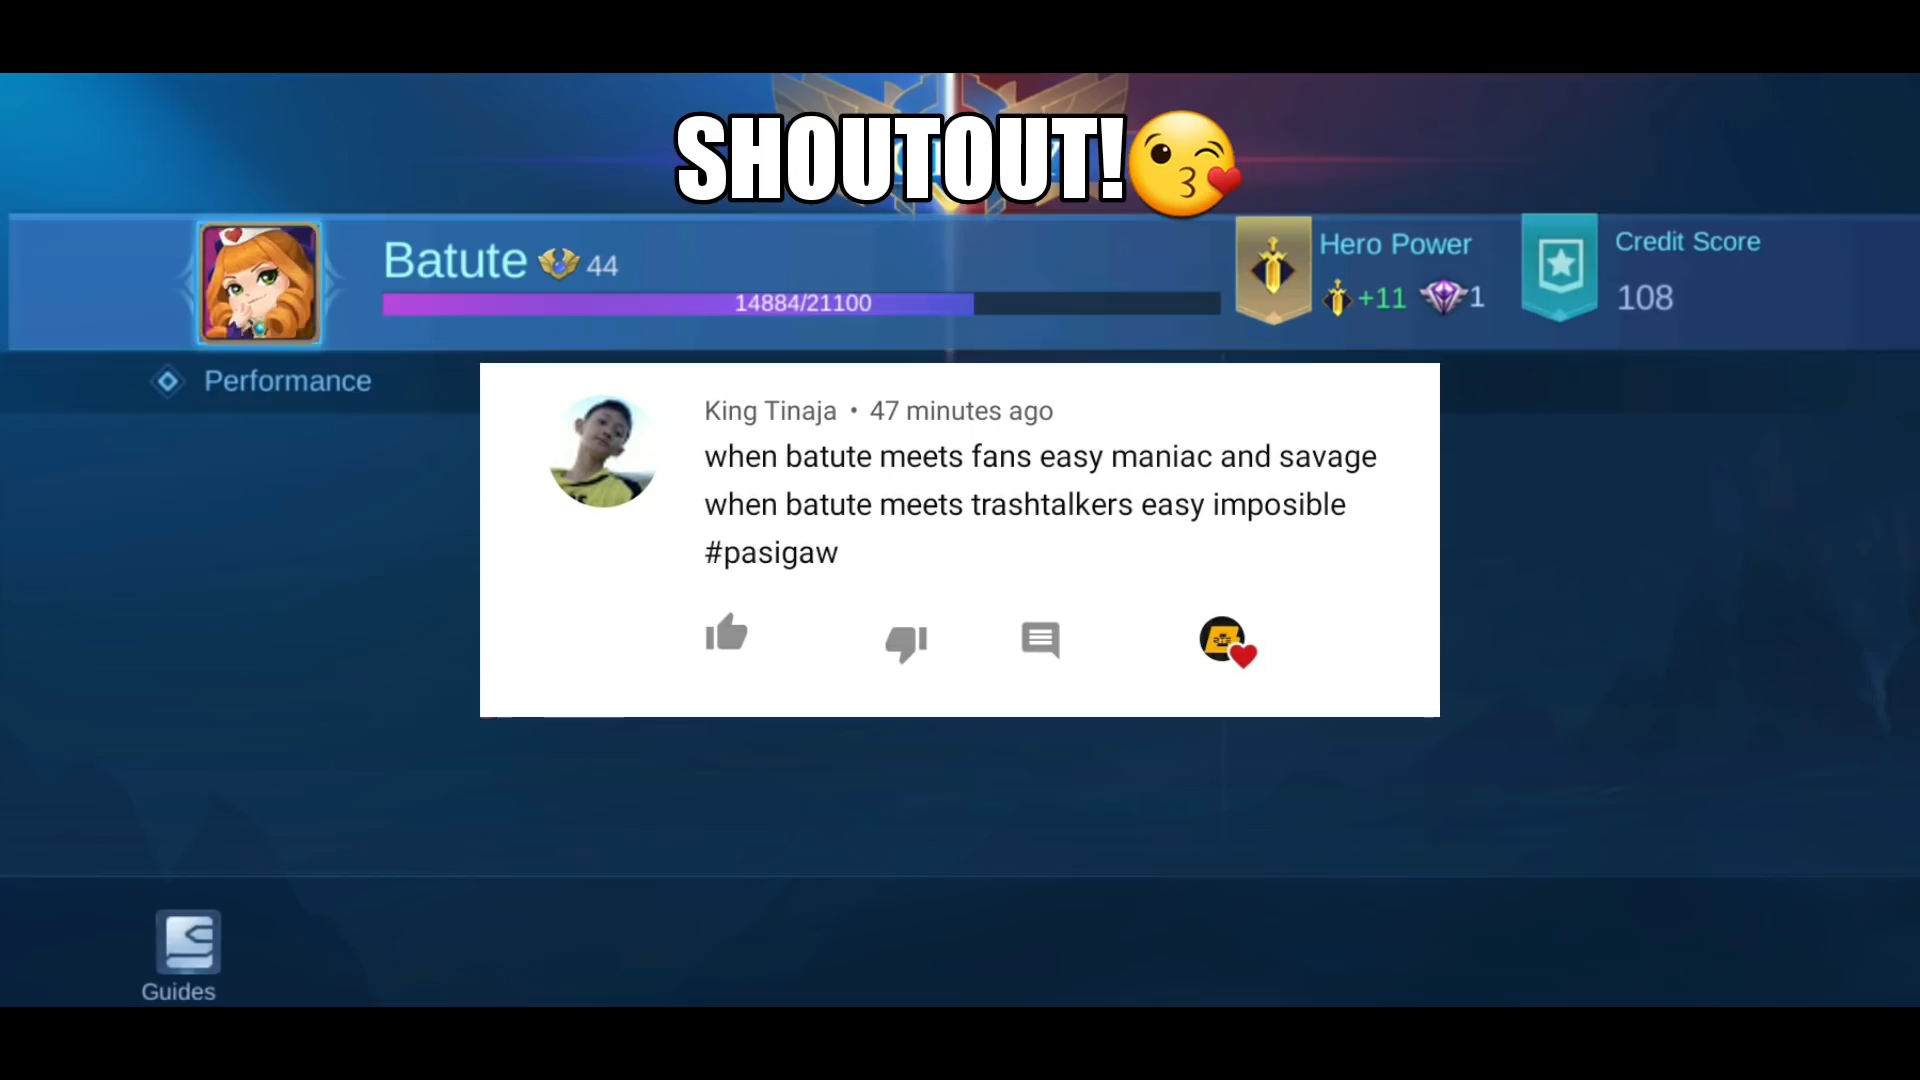 SHOUTOUT!
Batute 44
14884/21100
Hero Power
+11 1
Credit Score
108
Performance
King Tinaja • 47 minutes ago
when batute meets fans easy maniac and savage
when batute meets trashtalkers easy imposible
#pasigaw
Guides